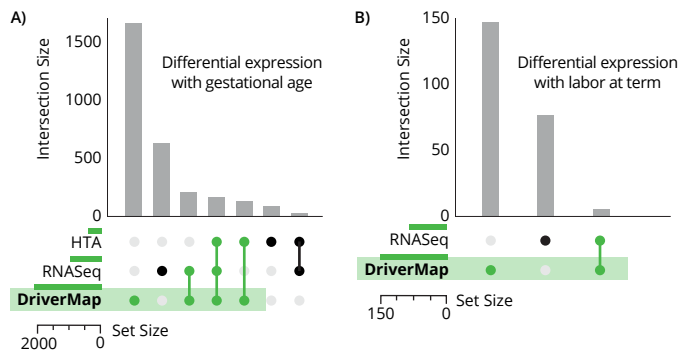 A)
Intersection Size
1500
1000
500
0
Differential expression
with gestational age
HTA
RNASeq
DriverMap
2000
0
Set Size
B)
Intersection Size
150
100
50
0
Differential expression
with labor at term
RNASeq
DriverMap
150
0
Set Size